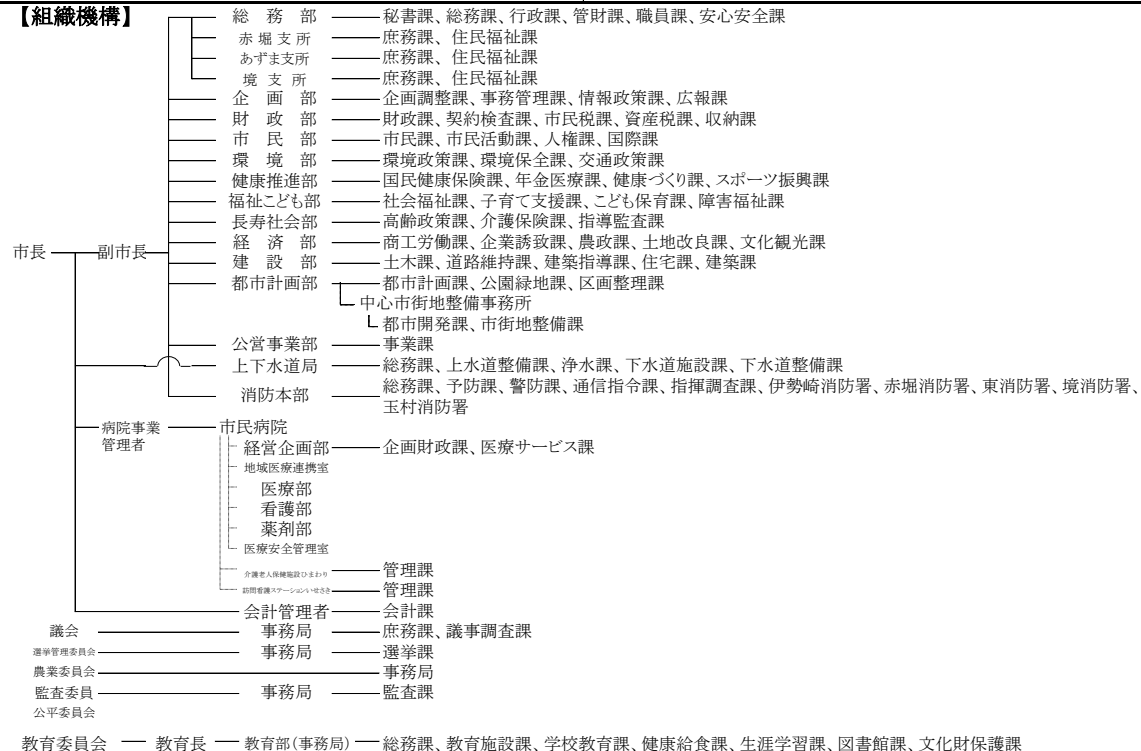 【組織機構】
総務部 秘書課、総務課、行政課、管財課、職員課、安心安全課
赤堀支所 庶務課、住民福祉課
あずま支所 庶務課、住民福祉課
境支所 庶務課、住民福祉課
企画部 企画調整課、事務管理課、情報政策課、広報課
財政部 財政課、契約検査課、市民税課、資産税課、収納課
市民部 市民課、市民活動課、人権課、国際課
環境部 環境政策課、環境保全課、交通政策課
健康推進部 国民健康保険課、年金医療課、健康づくり課、スポーツ振興課
福祉こども部 社会福祉課、子育て支援課、こども保育課、障害福祉課
長寿社会部 高齢政策課、介護保険課、指導監査課
経済部 商工労働課、企業誘致課、農政課、土地改良課、文化観光課
市長 副市長 建設部 土木課、道路維持課、建築指導課、住宅課、建築課
都市計画部 都市計画課、公園緑地課、区画整理課
中心市街地整備事務所
都市開発課、市街地整備課
公営事業部 事業課
上下水道局 総務課、上水道整備課、浄水課、下水道施設課、下水道整備課
消防本部 総務課、予防課、警防課、通信指令課、指揮調査課、伊勢崎消防署、赤堀消防署、東消防署、境消防署、
玉村消防署
病院事業 市民病院
管理者 経営企画部 企画財政課、医療サービス課
地域医療連携室
医療部
看護部
薬剤部
医療安全管理室
介護老人保健施設ひまわり 管理課
訪問看護ステーションいせさき 管理課
会計管理者 会計課
議会 事務局 庶務課、議事調査課
選挙管理委員会 事務局 選挙課
農業委員会 事務局
監査委員 事務局 監査課
公平委員会
教育委員会 教育長 教育部(事務局) 総務課、教育施設課、学校教育課、健康給食課、生涯学習課、図書館課、文化財保護課